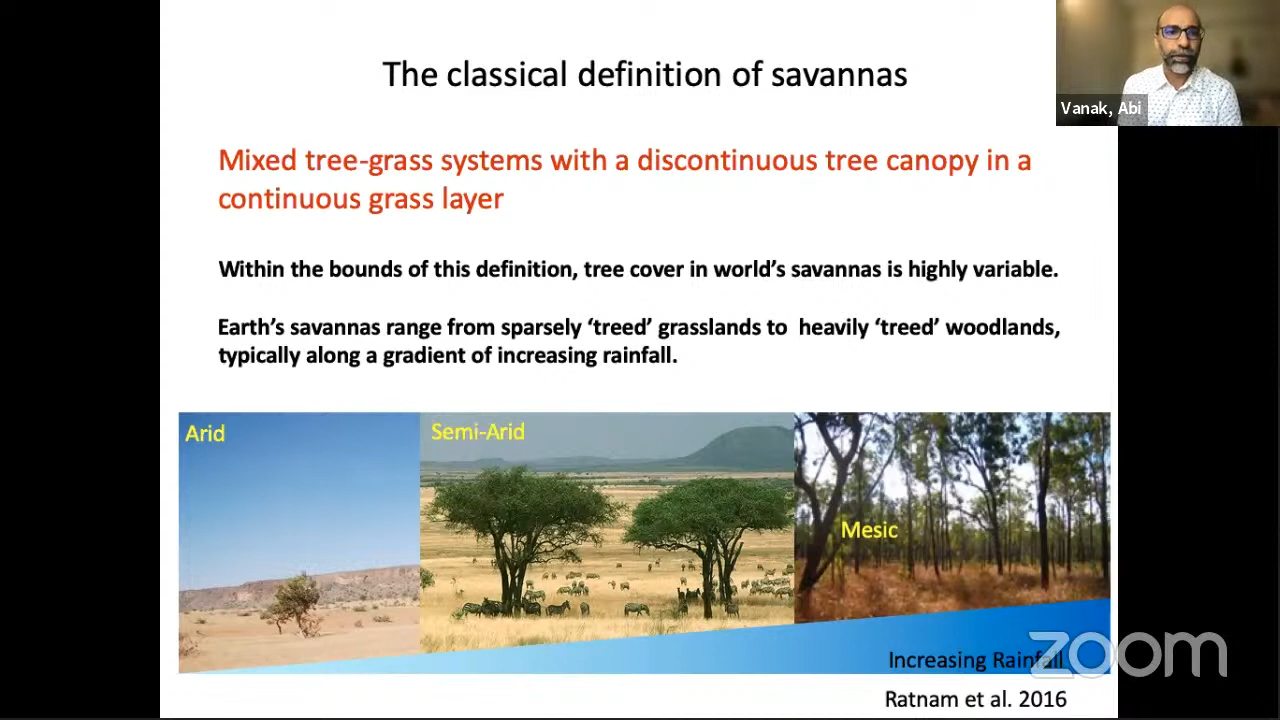 The classical definition of savannas
Vanak, Abi
Mixed tree-grass systems with a discontinuous tree canopy in a
continuous grass layer
Within the bounds of this definition, tree cover in world’s savannas is highly variable.
Earth’s savannas range from sparsely ‘treed’ grasslands to heavily ‘treed’ woodlands,
typically along a gradient of increasing rainfall.
Arid
Semi-Arid
Mesic
Increasing Rainfall
zoom
Ratnam et al. 2016